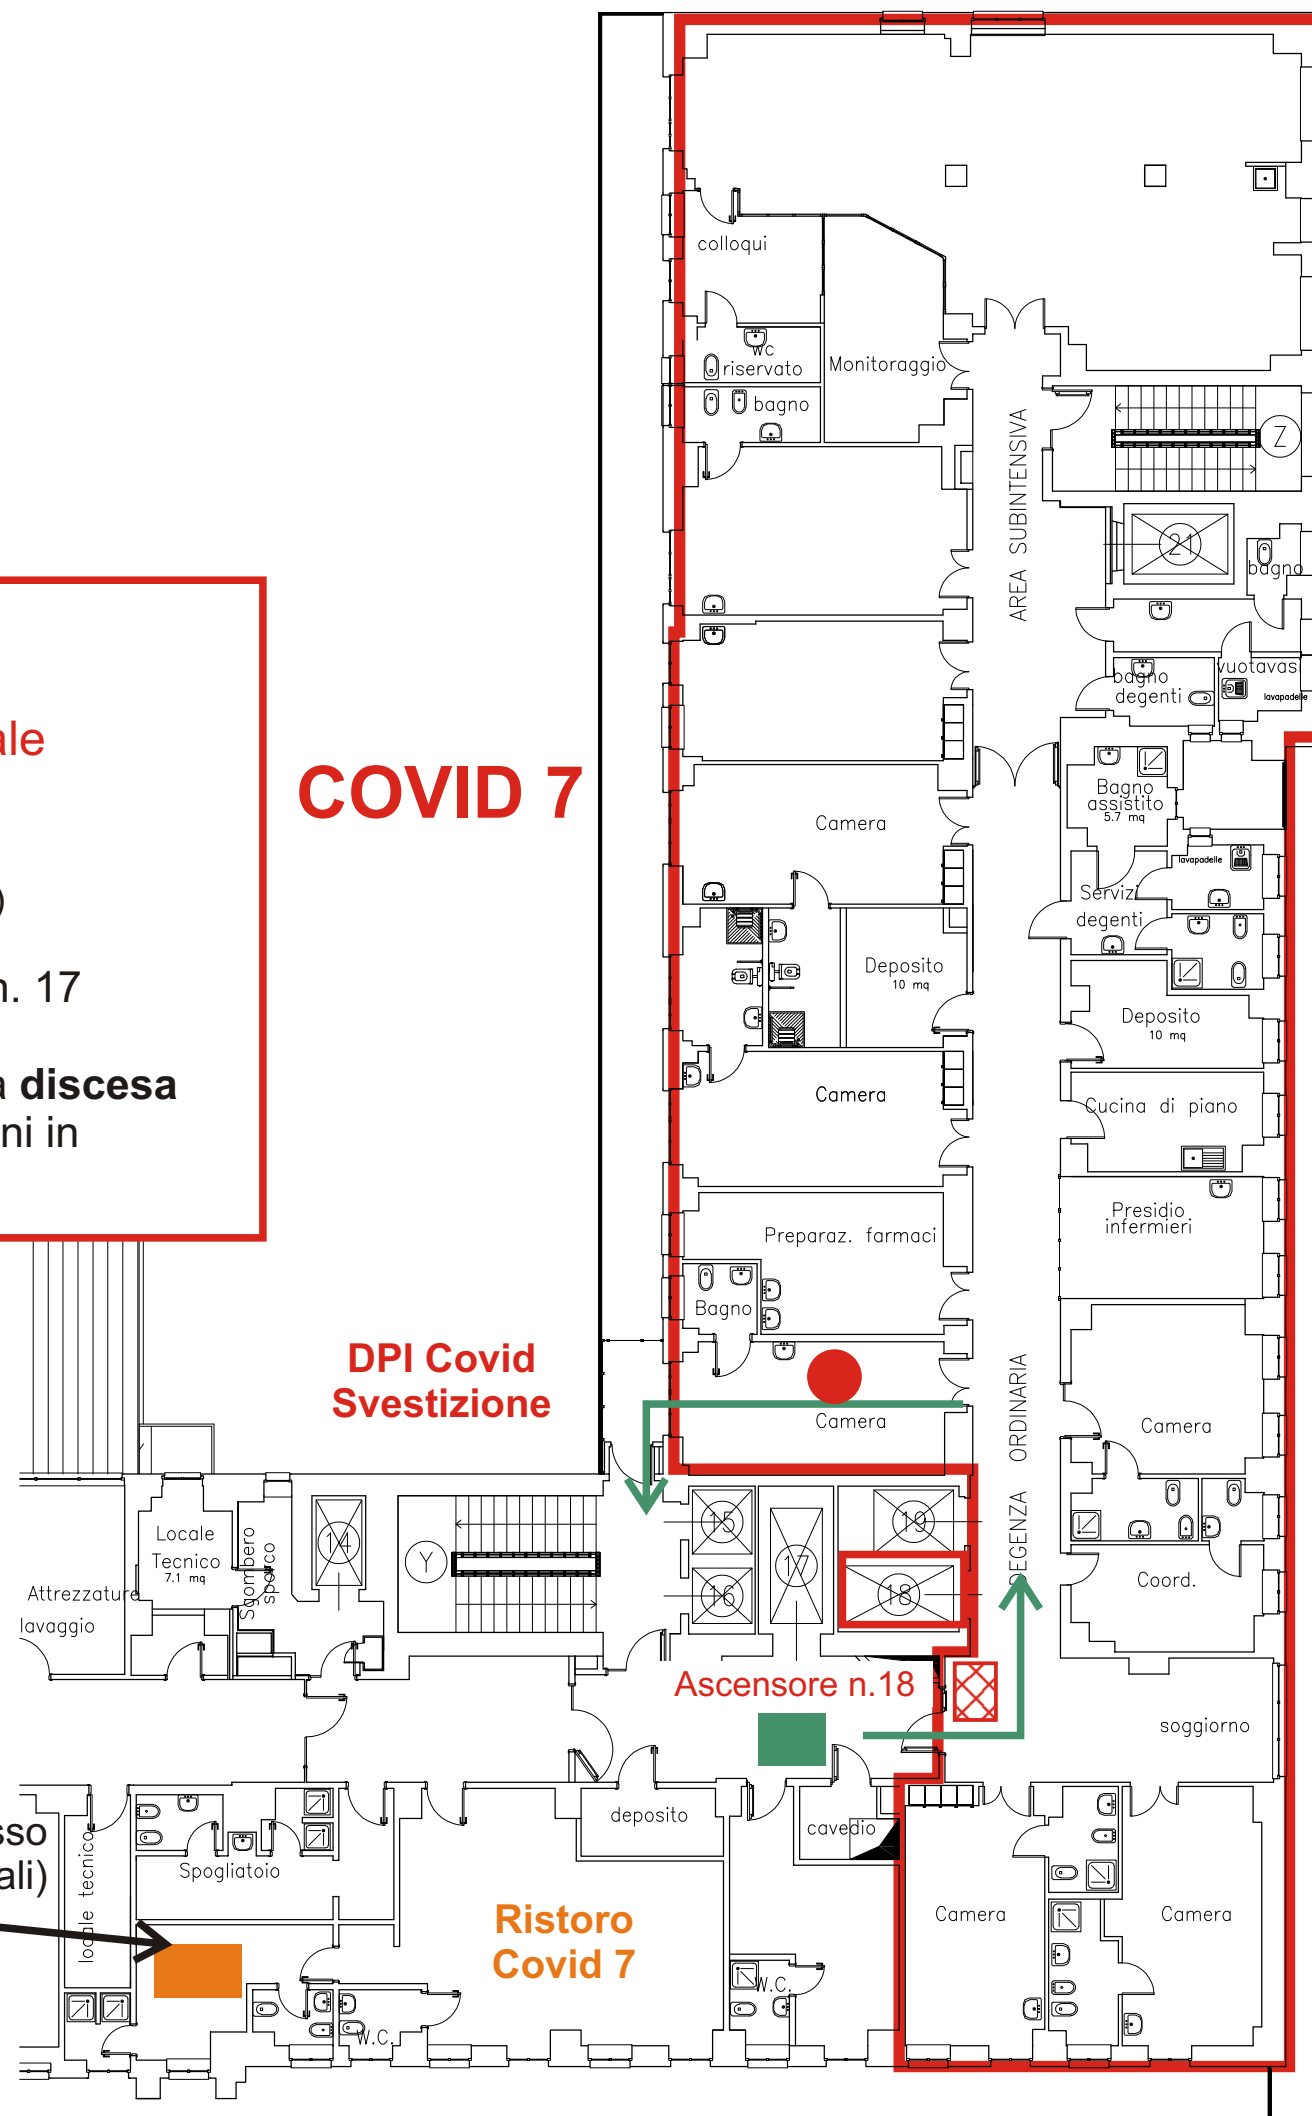 colloqui
wc
riservato
Monitoraggio
bagno
AREA SUBINTENSIVA
Z
21
bagno
bagno
degenti
vuotavasi
lavapadelle
ale
COVID 7
)
n. 17
a discesa
ni in
Bagno
assistito
5.7 mq
Camera
lavapadelle
Servizi
degenti
Deposito
10 mq
Deposito
10 mq
Camera
Cucina di piano
Presidio
infermieri
Preparaz. farmaci
Bagno
DPI Covid
Svestizione
Camera
DEGENZA ORDINARIA
Camera
Locale
Tecnico
7.1 mq
Sgombero
sporco
14
Y
15
16
17
19
18
Coord.
Attrezzature
lavaggio
Ascensore n.18
soggiorno
deposito
cavedio
sso
ali)
locale tecnico
Spogliatoio
Ristoro
Covid 7
Camera
Camera
W.C.
W.C.